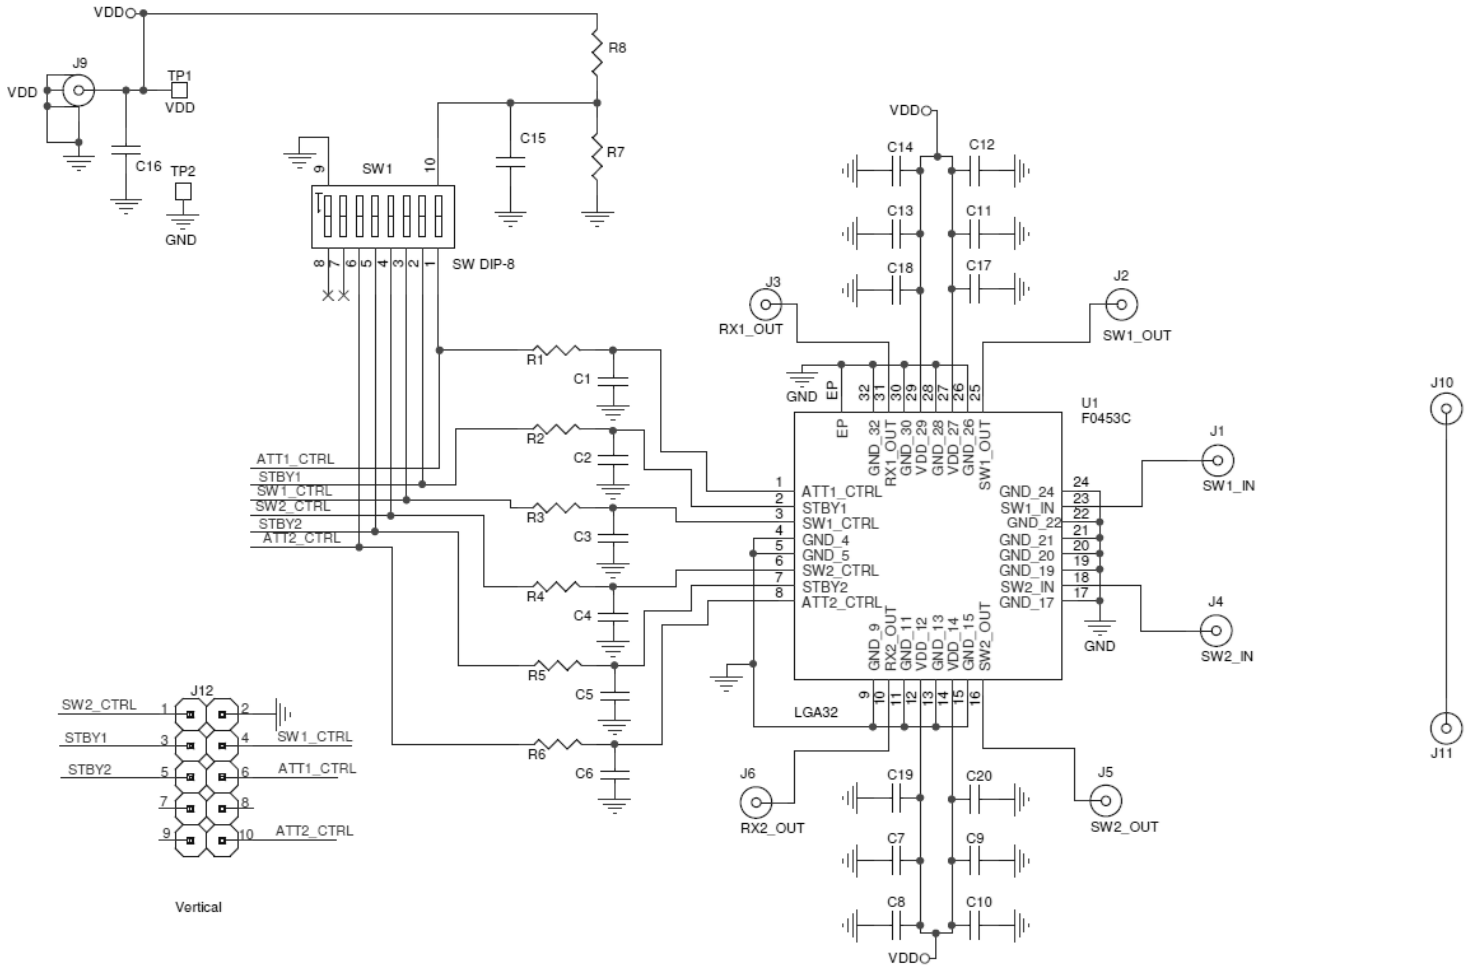 VDD
R8
J9
VDD
TP1
VDD
C16
TP2
GND
C15
R7
SW1
9
10
8
7
6
5
4
3
2
1
SW DIP-8
VDD
C14
C12
C13
C11
C18
C17
J3
RX1_OUT
J2
SW1_OUT
R1
C1
R2
C2
R3
C3
R4
C4
R5
C5
R6
C6
ATT1_CTRL
STBY1
SW1_CTRL
SW2_CTRL
STBY2
ATT2_CTRL
GND
EP
32
31
30
29
28
27
26
25
U1
F0453C
EP
GND_32
RX1_OUT
GND_30
VDD_29
GND_28
VDD_27
GND_26
SW1_OUT
1 ATT1_CTRL
2 STBY1
3 SW1_CTRL
4 GND_4
5 GND_5
6 SW2_CTRL
7 STBY2
8 ATT2_CTRL
GND_24 24
SW1_IN 23
GND_22 22
GND_21 21
GND_20 20
GND_19 19
SW2_IN 18
GND_17 17
GND
J1
SW1_IN
J4
SW2_IN
J10
J11
GND_9
RX2_OUT
GND_11
VDD_12
GND_13
VDD_14
GND_15
SW2_OUT
9
10
11
12
13
14
15
16
LGA32
J6
RX2_OUT
J5
SW2_OUT
C19
C20
C7
C9
C8
C10
VDD
J12
SW2_CTRL 1 2
STBY1 3 4 SW1_CTRL
STBY2 5 6 ATT1_CTRL
7 8
9 10 ATT2_CTRL
Vertical